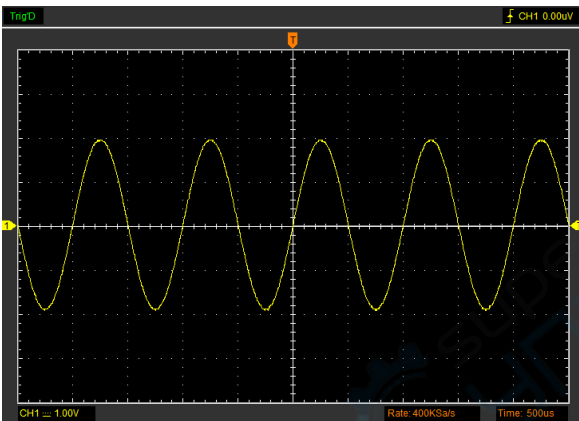 Trig'D
CH1 0.00uV
T
1
CH1 1.00V
Rate: 400KSa/s
Time: 500us